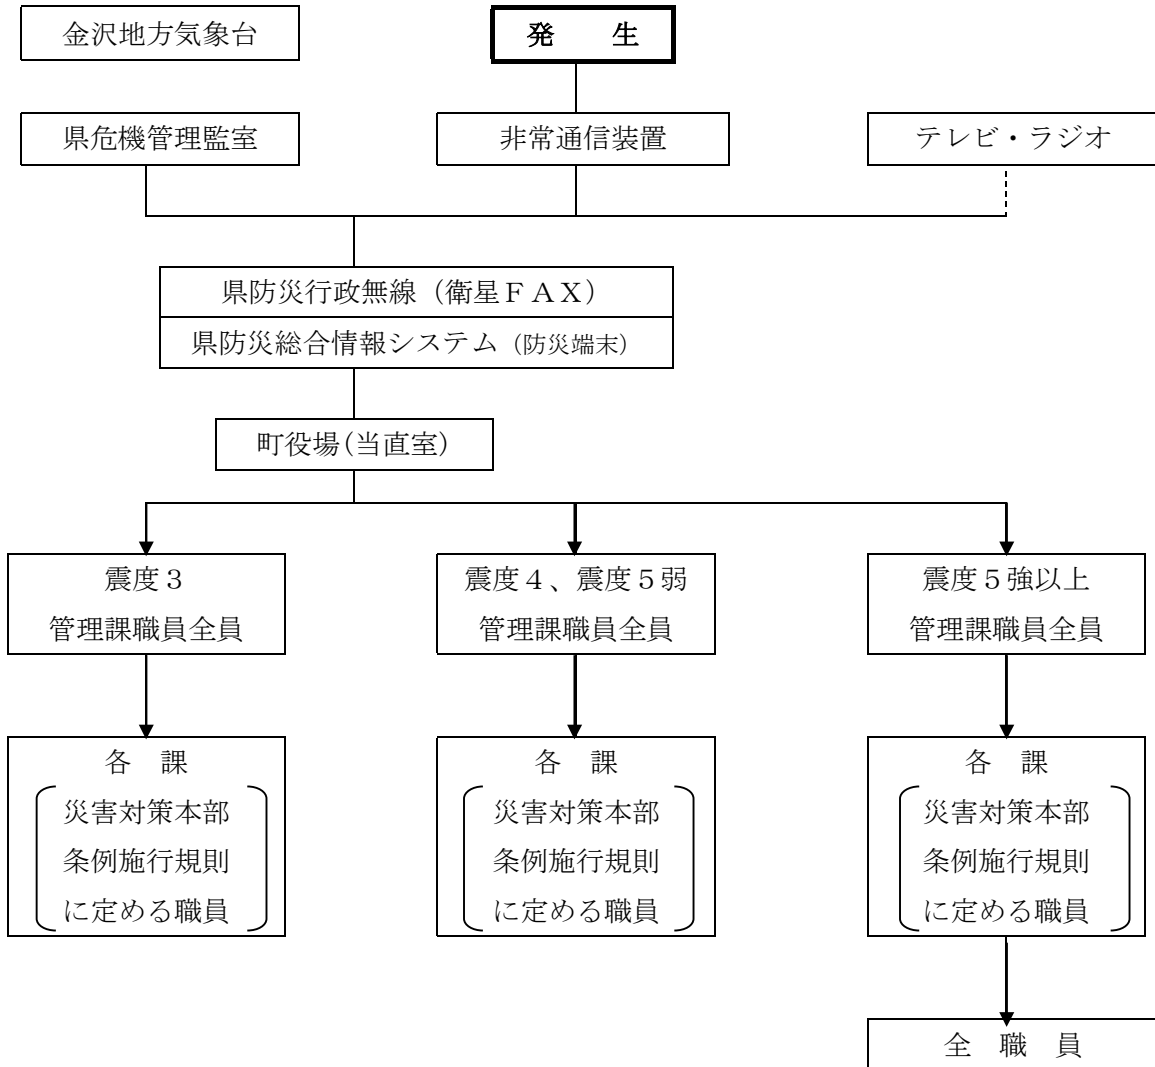 金沢地方気象台
発　生
県危機管理監室
非常通信装置
テレビ・ラジオ
県防災行政無線（衛星ＦＡＸ）
県防災総合情報システム（防災端末）
町役場(当直室)
震度３
管理課職員全員
震度４、震度５弱
管理課職員全員
震度５強以上
管理課職員全員
各　課
災害対策本部
条例施行規則
に定める職員
各　課
災害対策本部
条例施行規則
に定める職員
各　課
災害対策本部
条例施行規則
に定める職員
全　職　員